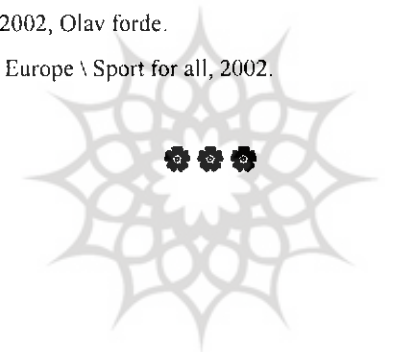 2002, Olav forde.
Europe \ Sport for all, 2002.